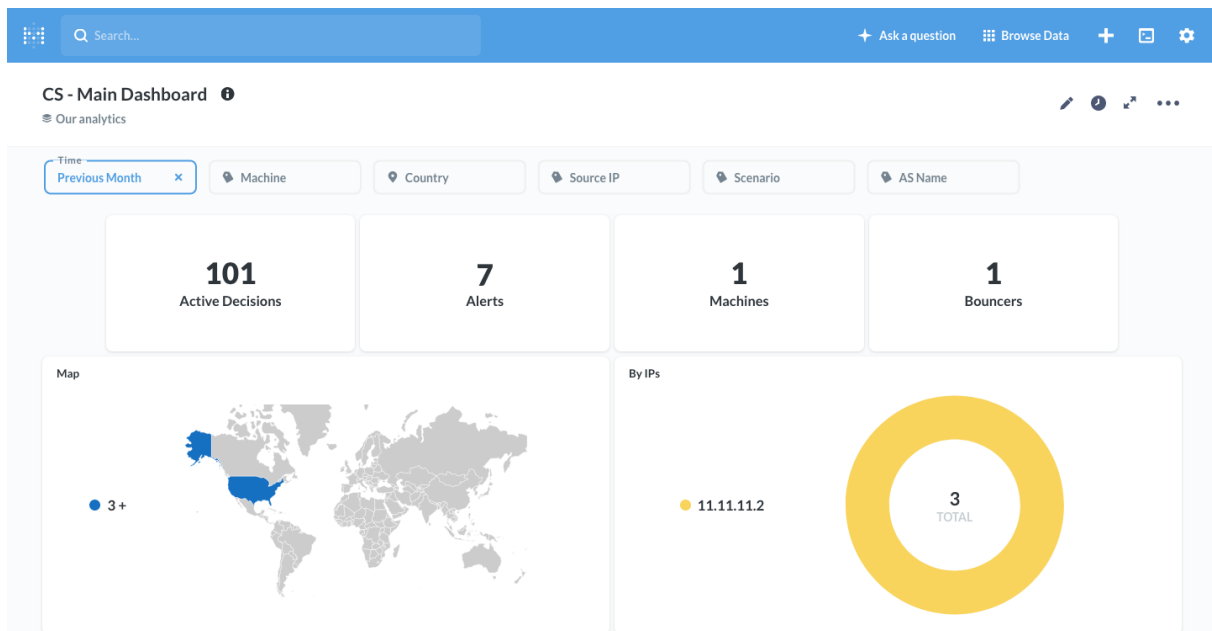 Search...
Ask a question
Browse Data
CS - Main Dashboard
Our analytics
Time
Previous Month
Machine
Country
Source IP
Scenario
AS Name
101
Active Decisions
7
Alerts
1
Machines
1
Bouncers
Map
3 +
By IPs
11.11.11.2
3
TOTAL